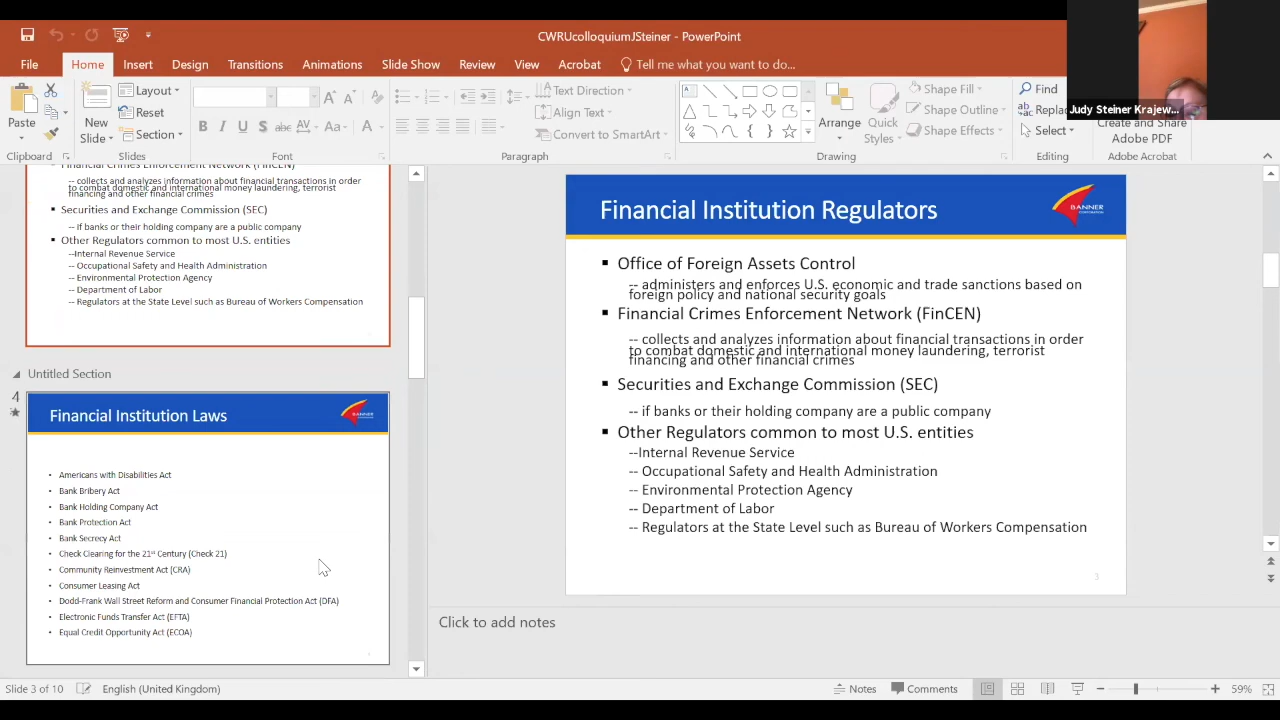 CWRUcolloquiumJSteiner - PowerPoint
File Home Insert Design Transitions Animations Slide Show Review View Acrobat Tell me what you want to do...
Judy Steiner Krajew...
Paste
New
Slide
Layout
Reset
Section
B I U S abc AV Aa A
Text Direction
Align Text
Convert to SmartArt
Arrange
Quick
Styles
Shape Fill
Shape Outline
Shape Effects
Find
Select
Create and Share
Adobe PDF
Clipboard Slides Font Paragraph Drawing Editing Adobe Acrobat
Financial Crimes Enforcement Network (FinCEN)
-- collects and analyzes information about financial transactions in order
to combat domestic and international money laundering, terrorist
financing and other financial crimes
Securities and Exchange Commission (SEC)
-- if banks or their holding company are a public company
Other Regulators common to most U.S. entities
--Internal Revenue Service
-- Occupational Safety and Health Administration
-- Environmental Protection Agency
-- Department of Labor
-- Regulators at the State Level such as Bureau of Workers Compensation
Untitled Section
4
Financial Institution Laws
BANNER
• Americans with Disabilities Act
• Bank Bribery Act
• Bank Holding Company Act
• Bank Protection Act
• Bank Secrecy Act
• Check Clearing for the 21st Century (Check 21)
• Community Reinvestment Act (CRA)
• Consumer Leasing Act
• Dodd-Frank Wall Street Reform and Consumer Financial Protection Act (DFA)
• Electronic Funds Transfer Act (EFTA)
• Equal Credit Opportunity Act (ECOA)
Financial Institution Regulators
BANNER
CORPORATION
Office of Foreign Assets Control
-- administers and enforces U.S. economic and trade sanctions based on
foreign policy and national security goals
Financial Crimes Enforcement Network (FinCEN)
-- collects and analyzes information about financial transactions in order
to combat domestic and international money laundering, terrorist
financing and other financial crimes
Securities and Exchange Commission (SEC)
-- if banks or their holding company are a public company
Other Regulators common to most U.S. entities
--Internal Revenue Service
-- Occupational Safety and Health Administration
-- Environmental Protection Agency
-- Department of Labor
-- Regulators at the State Level such as Bureau of Workers Compensation
3
Click to add notes
Slide 3 of 10 English (United Kingdom) Notes Comments 59%